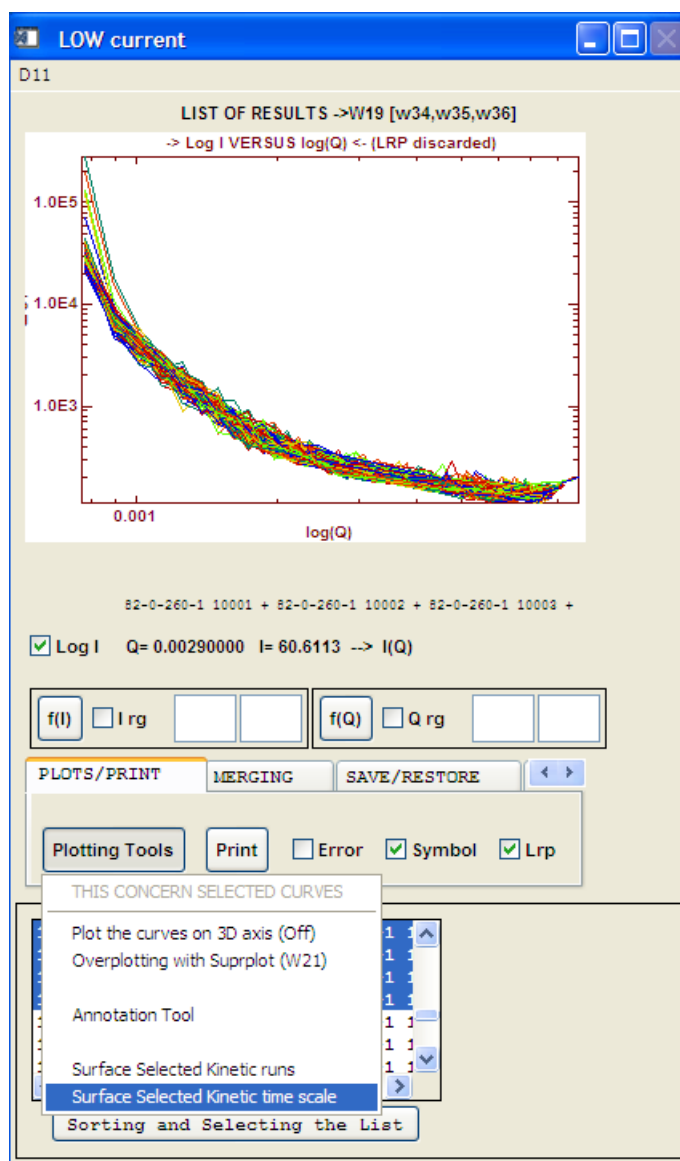 LOW current
D11
LIST OF RESULTS ->W19 [w34,w35,w36]
-> Log I VERSUS log(Q) <- (LRP discarded)
1.0E5
1.0E4
1.0E3
0.001
log(Q)
82-0-260-1 10001 + 82-0-260-1 10002 + 82-0-260-1 10003 +
Log I Q= 0.00290000 I= 60.6113 --> I(Q)
f(I) I rg f(Q) Q rg
PLOTS/PRINT MERGING SAVE/RESTORE
Plotting Tools Print Error Symbol Lrp
THIS CONCERN SELECTED CURVES
Plot the curves on 3D axis (Off)
Overplotting with Suprplot (W21)
Annotation Tool
Surface Selected Kinetic runs
Surface Selected Kinetic time scale
Sorting and Selecting the List